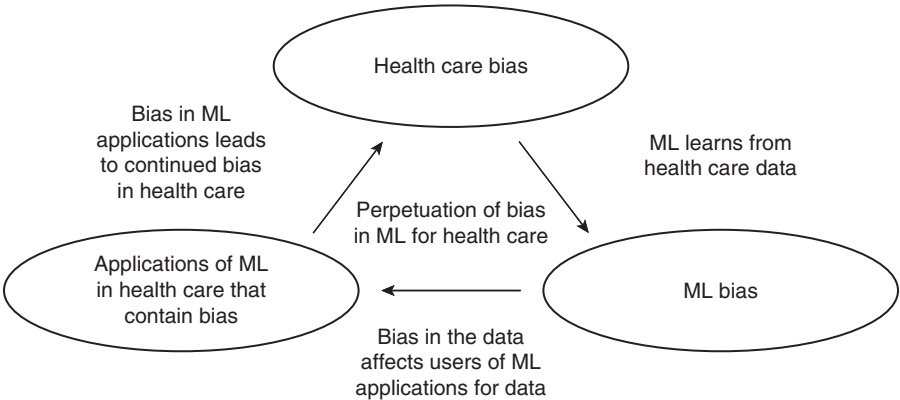 Health care bias
Bias in ML
applications leads
to continued bias
in health care
ML learns from
health care data
Perpetuation of bias
in ML for health care
Applications of ML
in health care that
contain bias
ML bias
Bias in the data
affects users of ML
applications for data